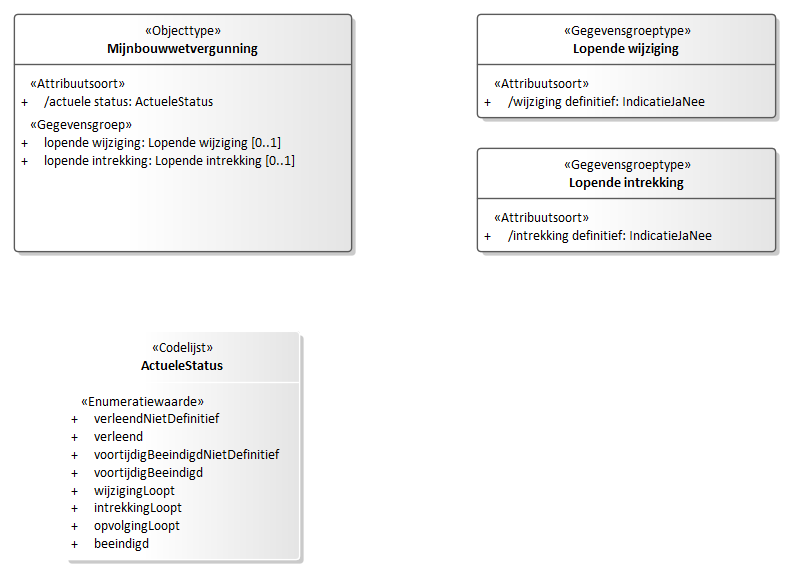 «Objecttype»
Mijnbouwwetvergunning
«Attribuutsoort»
+ /actuele status: ActueleStatus
«Gegevensgroep»
+ lopende wijziging: Lopende wijziging [0..1]
+ lopende intrekking: Lopende intrekking [0..1]
«Gegevensgroeptype»
Lopende wijziging
«Attribuutsoort»
+ /wijziging definitief: IndicatieJaNee
«Gegevensgroeptype»
Lopende intrekking
«Attribuutsoort»
+ /intrekking definitief: IndicatieJaNee
«Codelijst»
ActueleStatus
«Enumeratiewaarde»
+ verleendNietDefinitief
+ verleend
+ voortijdigBeeindigdNietDefinitief
+ voortijdigBeeindigd
+ wijzigingLoopt
+ intrekkingLoopt
+ opvolgingLoopt
+ beeindigd